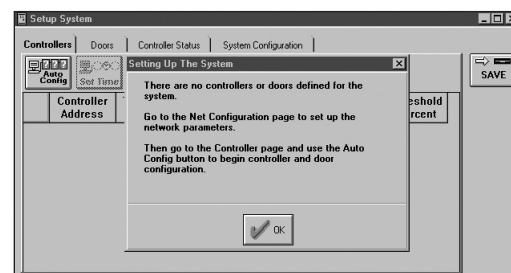 Setup System
Controllers Doors Controller Status System Configuration
Auto Config
Set Time
SAVE
Controller Address
eshold
rcent
Setting Up The System
There are no controllers or doors defined for the
system.
Go to the Net Configuration page to set up the
network parameters.
Then go to the Controller page and use the Auto
Config button to begin controller and door
configuration.
OK